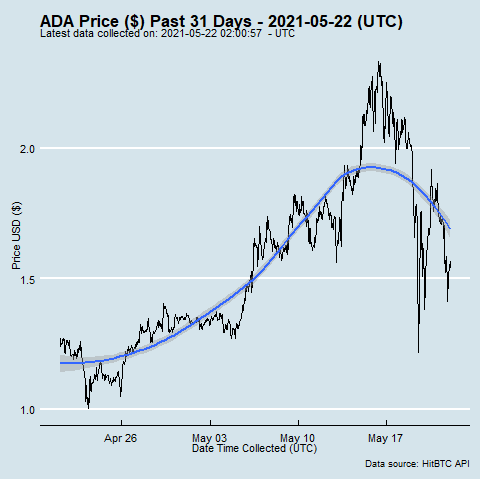 ADA Price ($) Past 31 Days - 2021-05-22 (UTC)
Latest data collected on: 2021-05-22 02:00:57  - UTC
Price USD ($)
2.0
1.5
1.0
Apr 26
May 03
May 10
May 17
Date Time Collected (UTC)
Data source: HitBTC API